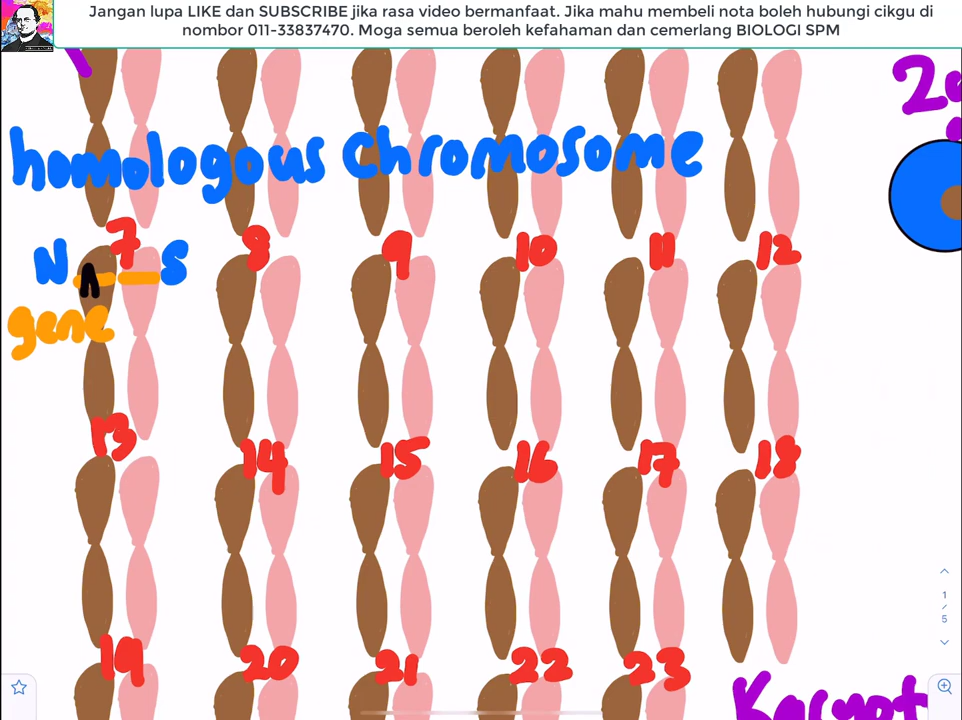 Jangan lupa LIKE dan SUBSCRIBE jika rasa video bermanfaat. Jika mahu membeli nota boleh hubungi cikgu di
nombor 011-33837470. Moga semua beroleh kefahaman dan cemerlang BIOLOGI SPM
homologous Chromosome
7 8 9 10 11 12
N S
gene
13 14 15 16 17 18
19 20 21 22 23
1
/
5